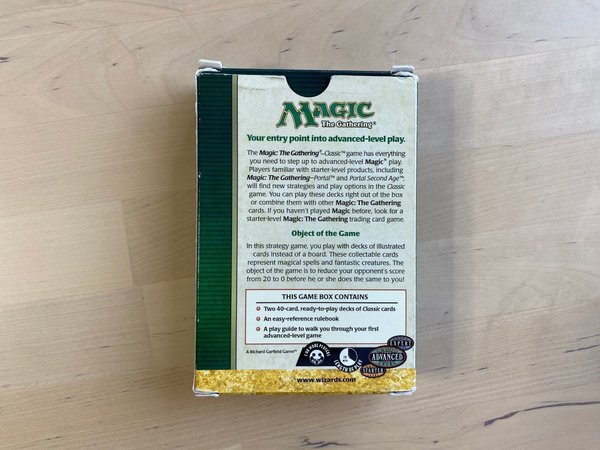 MAGIC
The Gathering®
Your entry point into advanced-level play.
The Magic: The Gathering®–Classic™ game has everything
you need to step up to advanced-level Magic® play.
Players familiar with starter-level products, including
Magic: The Gathering–Portal™ and Portal Second Age™,
will find new strategies and play options in the Classic
game. You can play these decks right out of the box
or combine them with other Magic: The Gathering
cards. If you haven't played Magic before, look for a
starter-level Magic: The Gathering trading card game.
Object of the Game
In this strategy game, you play with decks of illustrated
cards instead of a board. These collectable cards
represent magical spells and fantastic creatures. The
object of the game is to reduce your opponent's score
from 20 to 0 before he or she does the same to you!
THIS GAME BOX CONTAINS
Two 40-card, ready-to-play decks of Classic cards
An easy-reference rulebook
A play guide to walk you through your first
advanced-level game
A Richard Garfield Game™
LENGTH OF PLAY
EXPERT
ADVANCED
STARTER
www.wizards.com